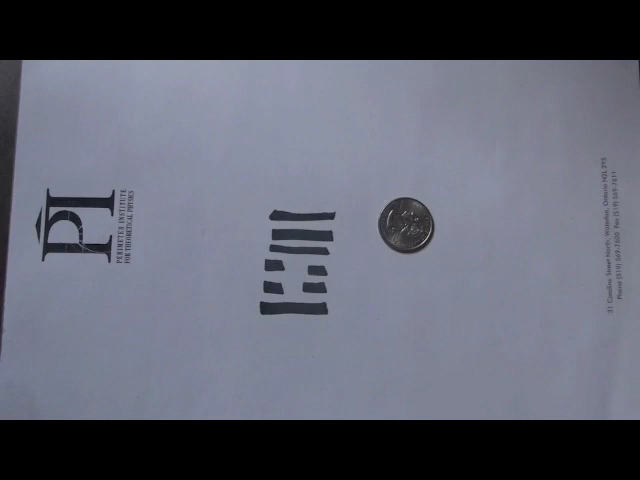 PI
PERIMETER INSTITUTE
FOR THEORETICAL PHYSICS
31 Caroline Street North, Waterloo, Ontario N2L 2Y5
Phone (519) 569-7600 Fax (519) 569-7611